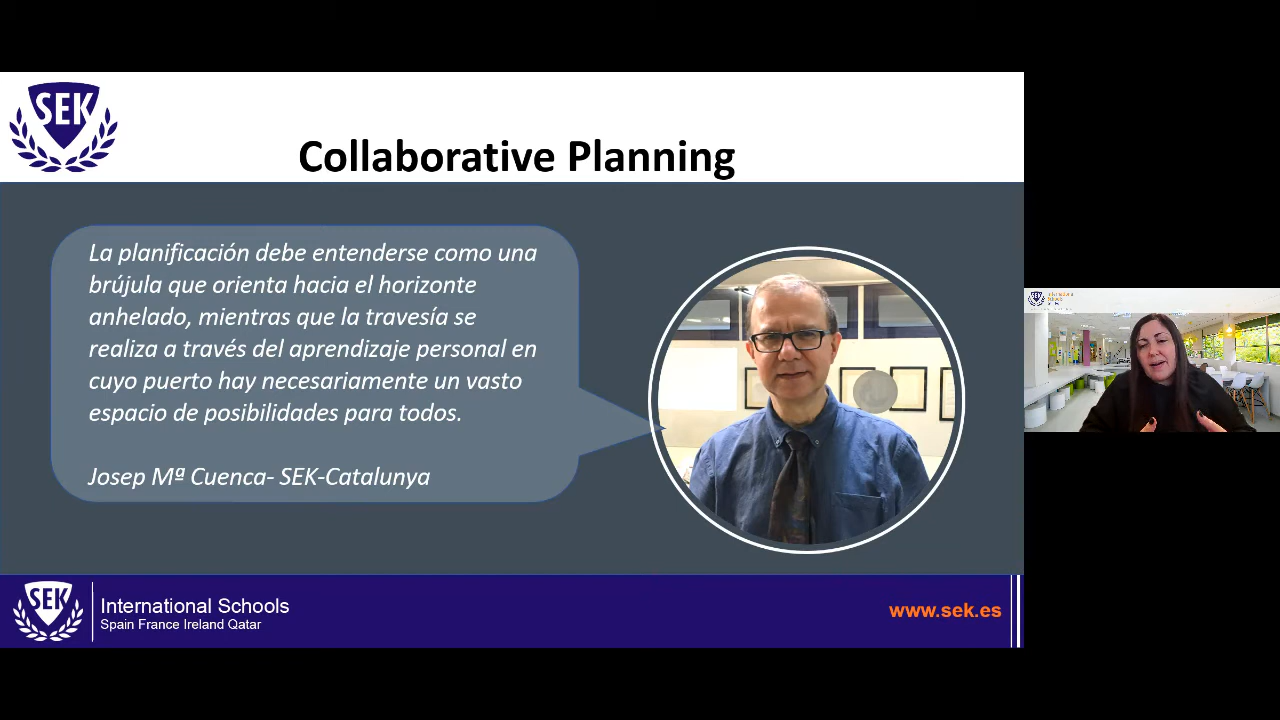 SEK
Collaborative Planning
La planificación debe entenderse como una
brújula que orienta hacia el horizonte
anhelado, mientras que la travesía se
realiza a través del aprendizaje personal en
cuyo puerto hay necesariamente un vasto
espacio de posibilidades para todos.
Josep Mª Cuenca- SEK-Catalunya
SEK
International Schools
Spain France Ireland Qatar
www.sek.es